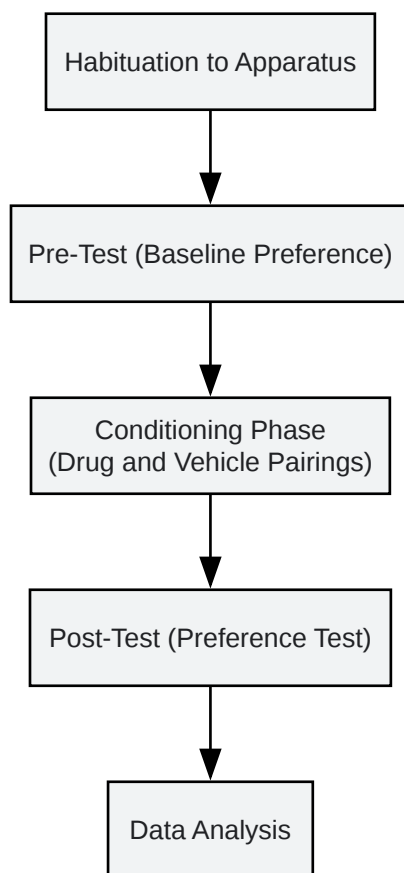 Habituation to Apparatus
Pre-Test (Baseline Preference)
Conditioning Phase
(Drug and Vehicle Pairings)
Post-Test (Preference Test)
Data Analysis